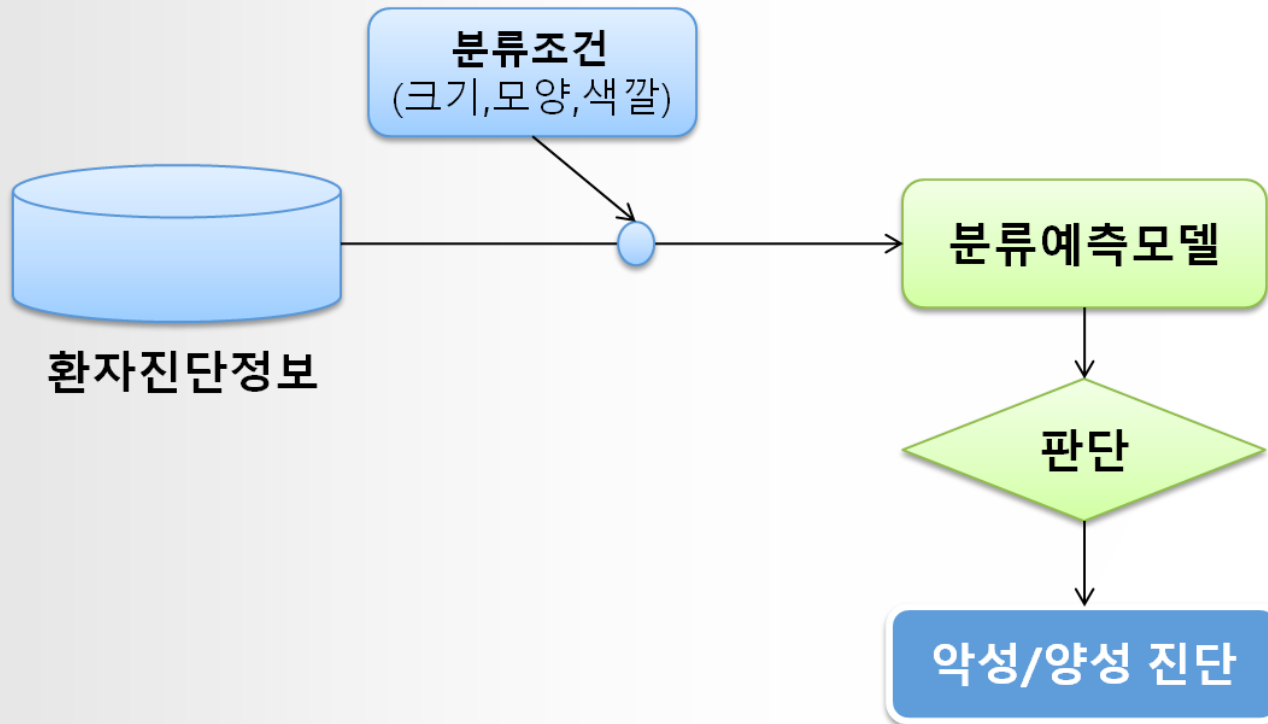 분류조건
(크기,모양,색깔)
분류예측모델
환자진단정보
판단
악성/양성 진단